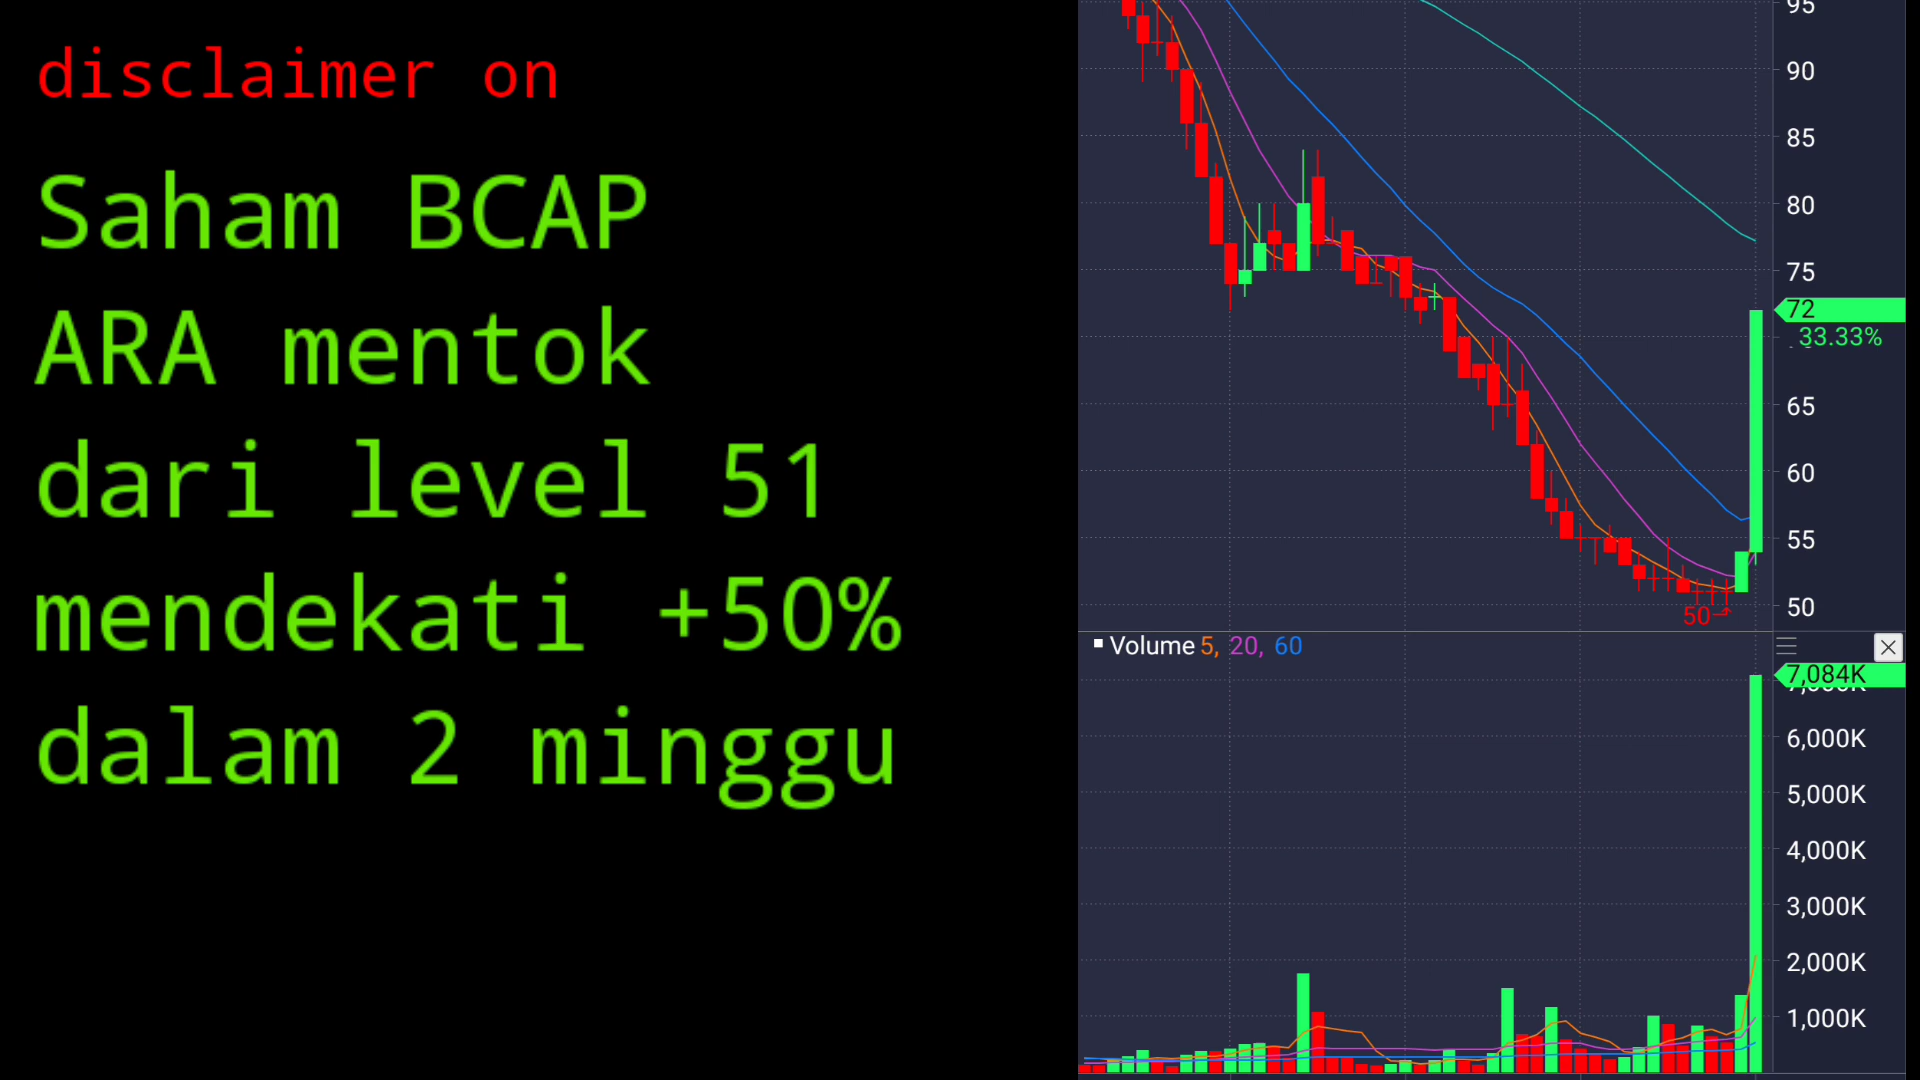 disclaimer on
Saham BCAP
ARA mentok
dari level 51
mendekati +50%
dalam 2 minggu
95
90
85
80
75
72
33.33%
65
60
55
50
50
Volume 5, 20, 60
7,084K
6,000K
5,000K
4,000K
3,000K
2,000K
1,000K